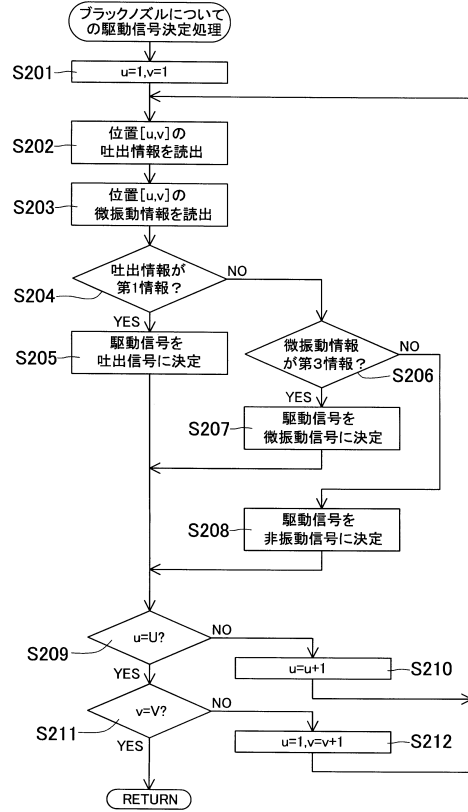 ブラックノズルについて
の駆動信号決定処理
S201
u=1,v=1
S202
位置[u,v]の
吐出情報を読出
S203
位置[u,v]の
微振動情報を読出
S204
吐出情報が
第1情報?
NO
YES
S205
駆動信号を
吐出信号に決定
微振動情報
が第3情報?
NO
S206
YES
S207
駆動信号を
微振動信号に決定
S208
駆動信号を
非振動信号に決定
S209
u=U?
NO
YES
u=u+1
S210
S211
v=V?
NO
YES
u=1,v=v+1
S212
RETURN